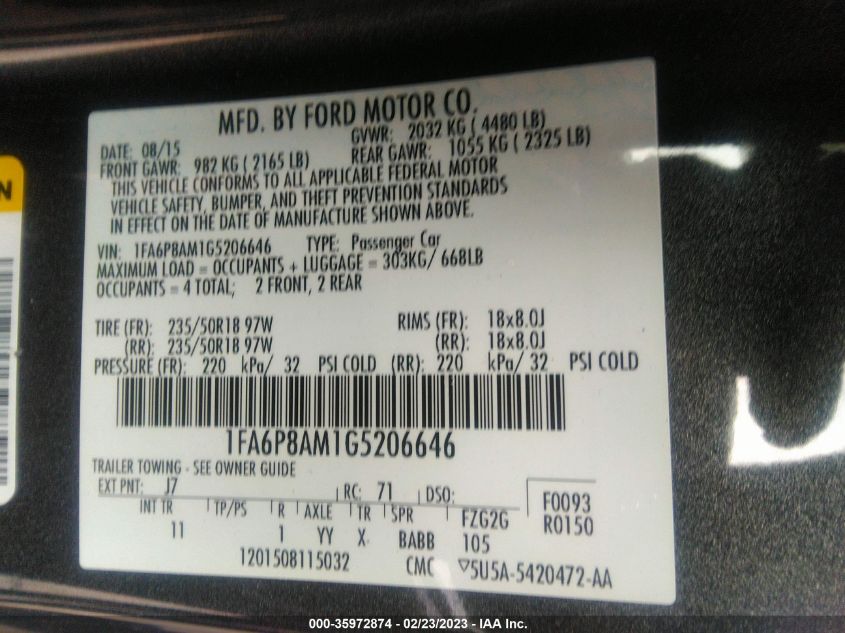 MFD. BY FORD MOTOR CO.
DATE: 08/15 GVWR: 2032 KG ( 4480 LB)
FRONT GAWR: 982 KG ( 2165 LB) REAR GAWR: 1055 KG ( 2325 LB)
THIS VEHICLE CONFORMS TO ALL APPLICABLE FEDERAL MOTOR
VEHICLE SAFETY, BUMPER, AND THEFT PREVENTION STANDARDS
IN EFFECT ON THE DATE OF MANUFACTURE SHOWN ABOVE.
VIN: 1FA6P8AM1G5206646 TYPE: Passenger Car
MAXIMUM LOAD = OCCUPANTS + LUGGAGE = 303KG/ 668LB
OCCUPANTS = 4 TOTAL; 2 FRONT, 2 REAR
TIRE (FR): 235/50R18 97W RIMS (FR): 18x8.0J
(RR): 235/50R18 97W (RR): 18x8.0J
PRESSURE (FR): 220 kPa/ 32 PSI COLD (RR): 220 kPa/ 32 PSI COLD
1FA6P8AM1G5206646
TRAILER TOWING - SEE OWNER GUIDE
EXT PNT: J7 RC: 71 DSO: F0093
INT TR TP/PS R AXLE TR SPR FZG2G R0150
11 1 YY X BABB 105
1201508115032 CMC 5U5A-5420472-AA
N
000-35972874 | 02/23/2023 - IAA Inc.